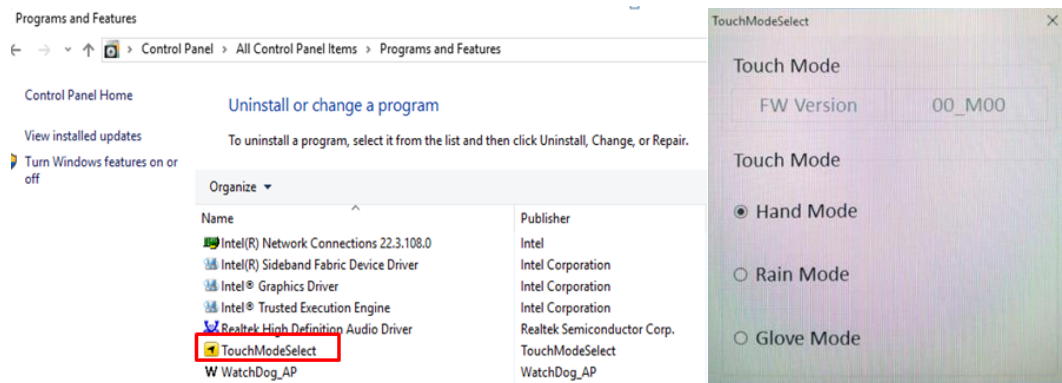 Programs and Features
Control Panel > All Control Panel Items > Programs and Features
Control Panel Home
View installed updates
Turn Windows features on or
off
Uninstall or change a program
To uninstall a program, select it from the list and then click Uninstall, Change, or Repair.
Organize
Name Publisher
Intel(R) Network Connections 22.3.108.0 Intel
Intel(R) Sideband Fabric Device Driver Intel Corporation
Intel® Graphics Driver Intel Corporation
Intel® Trusted Execution Engine Intel Corporation
Realtek High Definition Audio Driver Realtek Semiconductor Corp.
TouchModeSelect TouchModeSelect
W WatchDog_AP WatchDog_AP
TouchModeSelect
Touch Mode
FW Version 00_M00
Touch Mode
Hand Mode
Rain Mode
Glove Mode